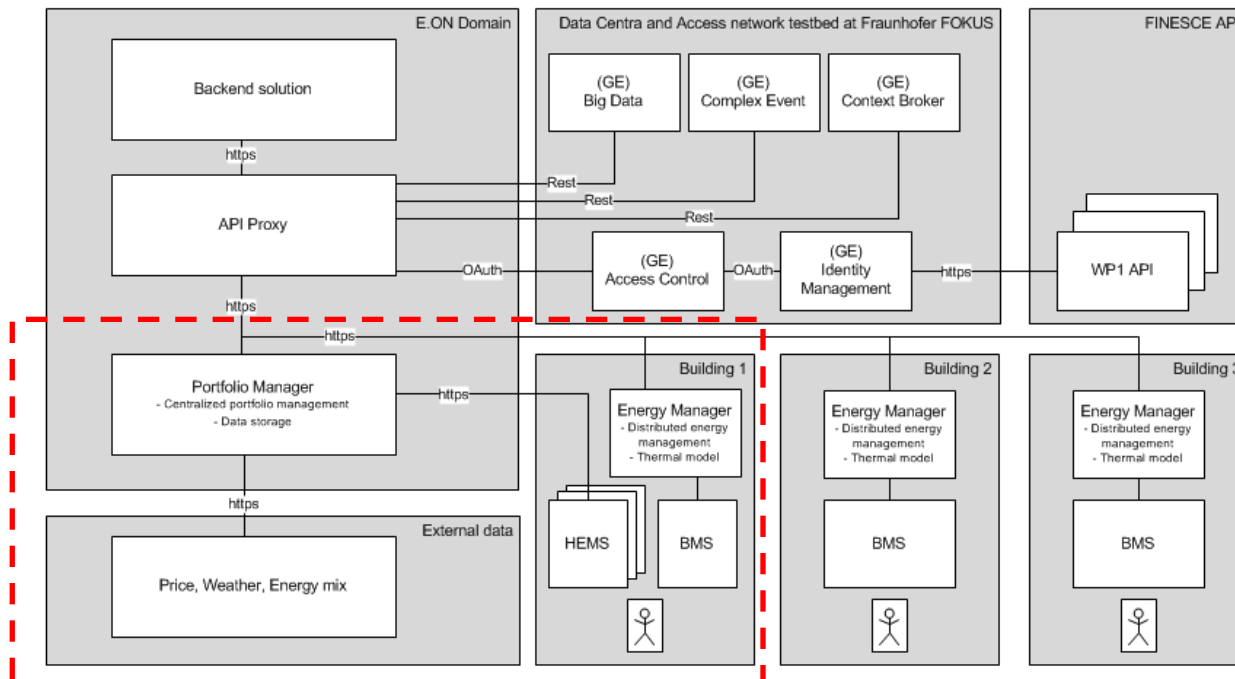 E.ON Domain
Backend solution
https
API Proxy
https
Portfolio Manager
- Centralized portfolio management
- Data storage
https
External data
Price, Weather, Energy mix
Data Centra and Access network testbed at Fraunhofer FOKUS
(GE)
Big Data
(GE)
Complex Event
(GE)
Context Broker
Rest
Rest
Rest
OAuth
(GE)
Access Control
OAuth
(GE)
Identity
Management
https
FINESCE AP
WP1 API
https
https
Building 1
Energy Manager
- Distributed energy
management
- Thermal model
HEMS
BMS
Building 2
Energy Manager
- Distributed energy
management
- Thermal model
BMS
Building 3
Energy Manager
- Distributed energy
management
- Thermal model
BMS